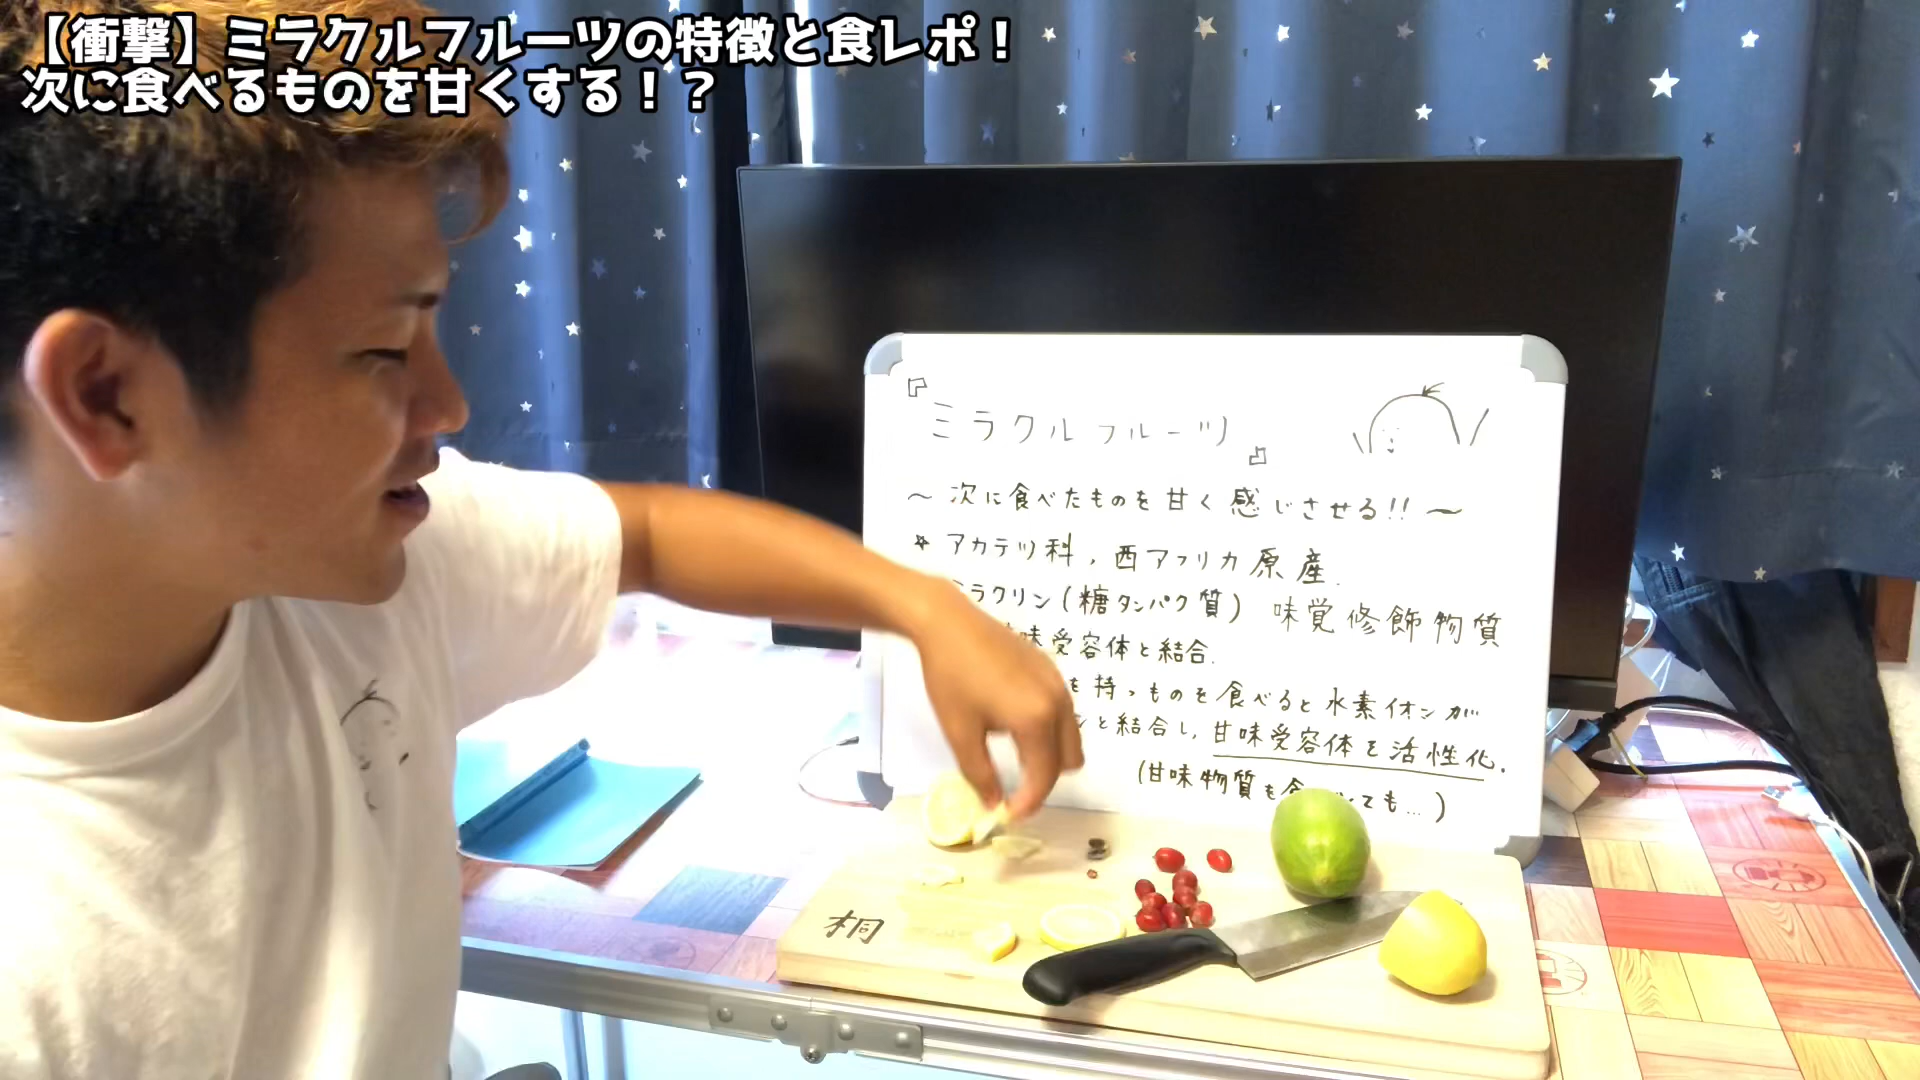 【衝撃】ミラクルフルーツの特徴と食レポ！
次に食べるものを甘くする！？
『ミラクルフルーツ』
～次に食べたものを甘く感じさせる!!～
* アカテツ科，西アフリカ原産．
ラクリン(糖タンパク質) 味覚修飾物質
味受容体と結合．
を持つものを食べると水素イオンが
ンと結合し，甘味受容体を活性化．
(甘味物質を食 ても…)
桐